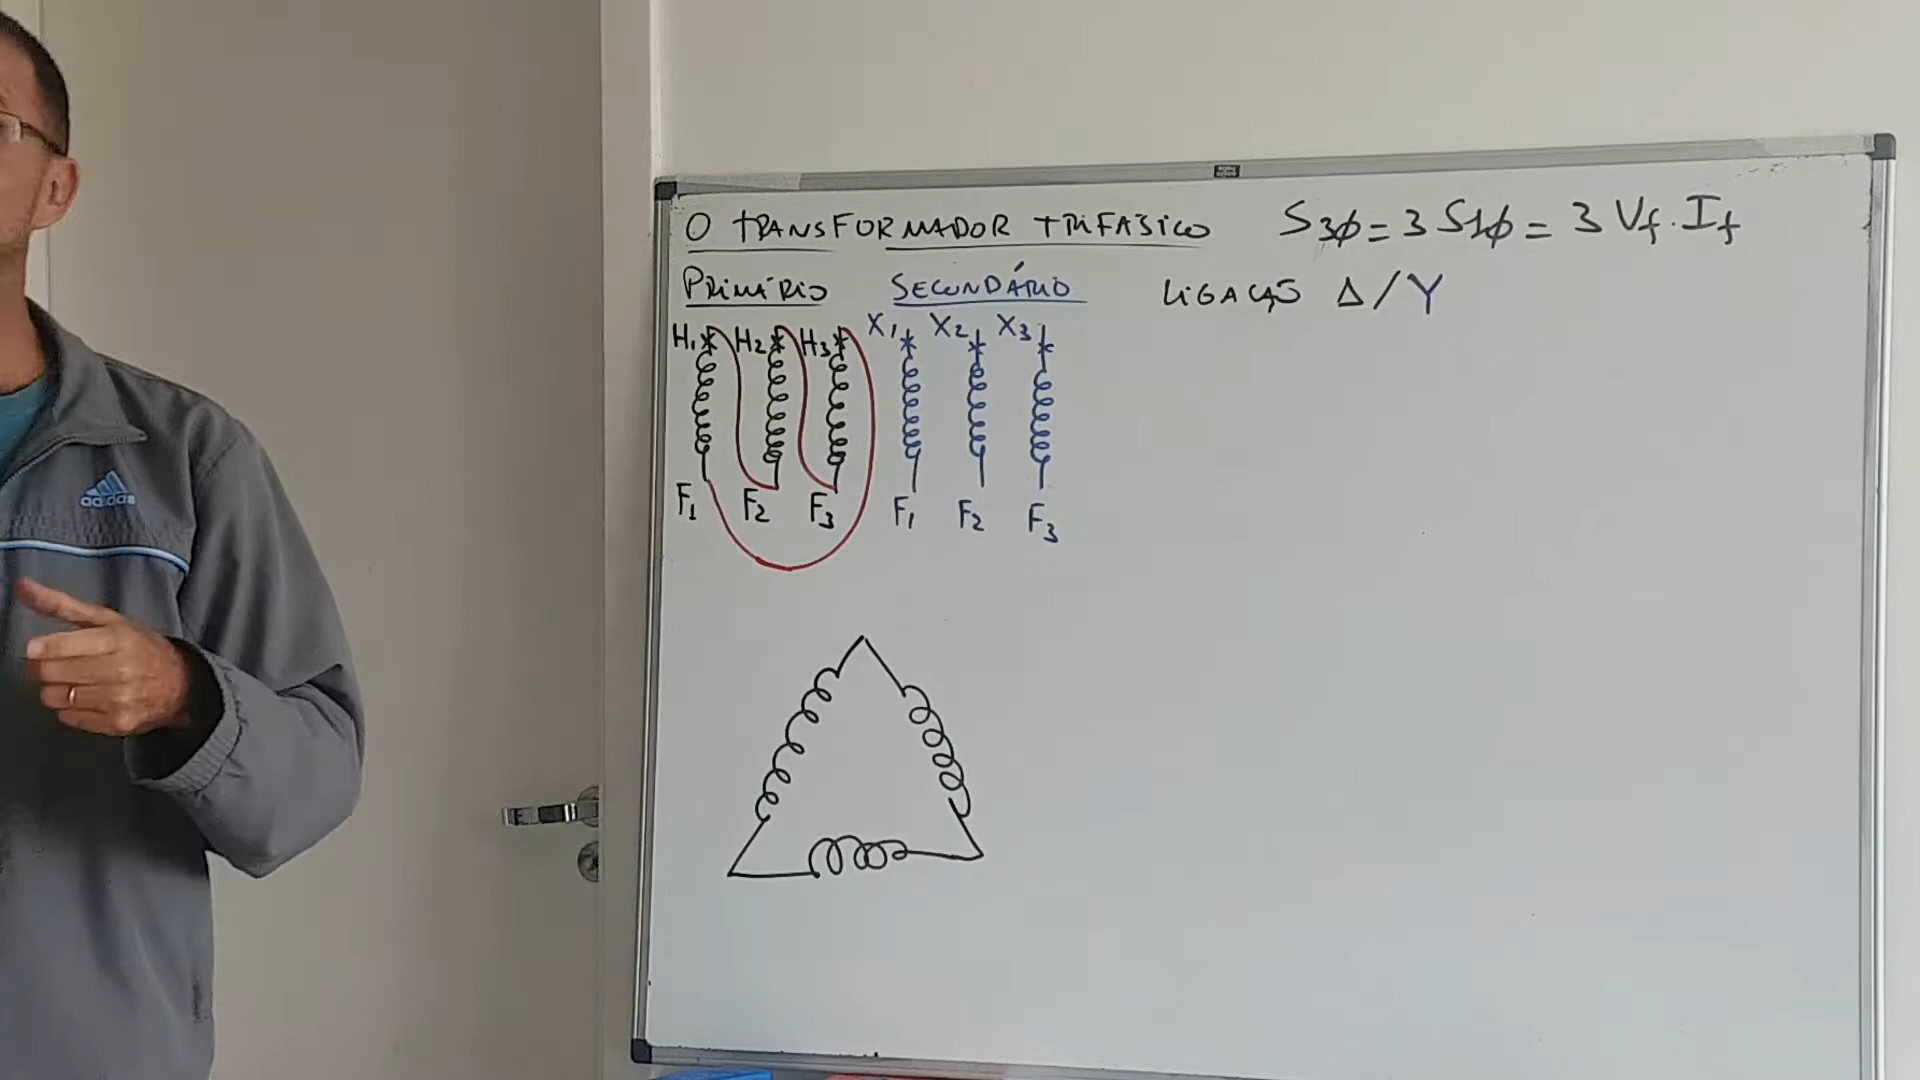 O TRANSFORMADOR TRIFÁSICO
S3ϕ = 3 S1ϕ = 3 Vf . If
PRIMÁRIO SECUNDÁRIO LIGAÇÃO Δ/Y
H1 H2 H3 X1 X2 X3
F1 F2 F3 F1 F2 F3
adidas